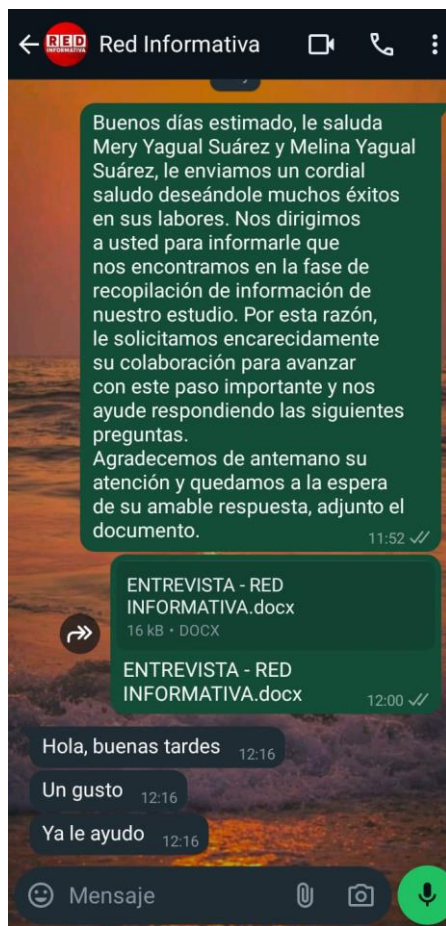 RED
INFORMATIVA
Red Informativa
Buenos días estimado, le saluda
Mery Yagual Suárez y Melina Yagual
Suárez, le enviamos un cordial
saludo deseándole muchos éxitos
en sus labores. Nos dirigimos
a usted para informarle que
nos encontramos en la fase de
recopilación de información de
nuestro estudio. Por esta razón,
le solicitamos encarecidamente
su colaboración para avanzar
con este paso importante y nos
ayude respondiendo las siguientes
preguntas.
Agradecemos de antemano su
atención y quedamos a la espera
de su amable respuesta, adjunto el
documento.
11:52
ENTREVISTA - RED
INFORMATIVA.docx
16 kB • DOCX
ENTREVISTA - RED
INFORMATIVA.docx
12:00
Hola, buenas tardes 12:16
Un gusto 12:16
Ya le ayudo 12:16
Mensaje